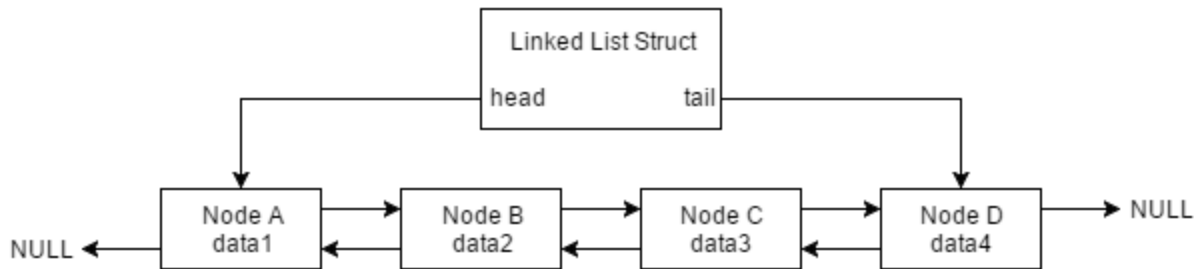 Linked List Struct
head tail
Node A
data1
Node B
data2
Node C
data3
Node D
data4
NULL
NULL